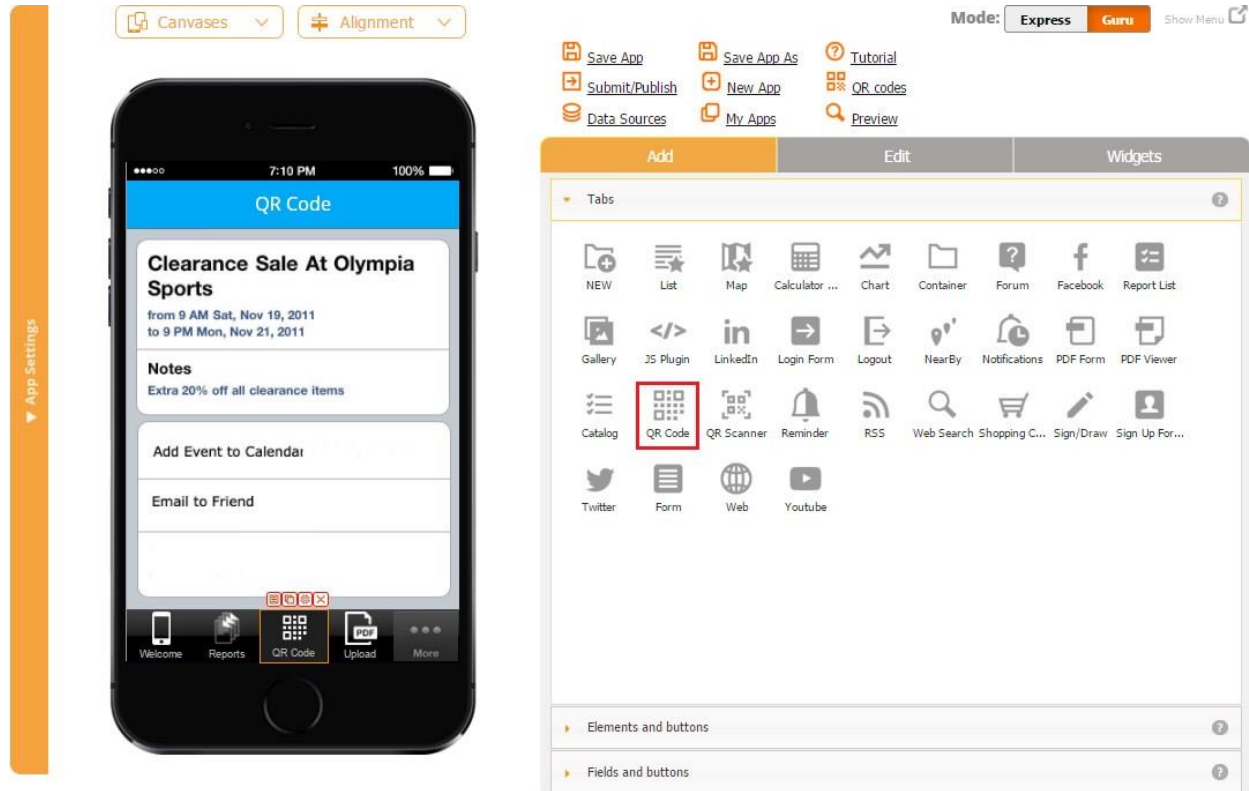 Canvases
Alignment
Mode: Express Guru Show Menu
Save App Save App As Tutorial
Submit/Publish New App QR codes
Data Sources My Apps Preview
Add Edit Widgets
Tabs
NEW List Map Calculator ... Chart Container Forum Facebook Report List
Gallery JS Plugin LinkedIn Login Form Logout NearBy Notifications PDF Form PDF Viewer
Catalog QR Code QR Scanner Reminder RSS Web Search Shopping C... Sign/Draw Sign Up For...
Twitter Form Web Youtube
Elements and buttons
Fields and buttons
App Settings
7:10 PM 100%
QR Code
Clearance Sale At Olympia
Sports
from 9 AM Sat, Nov 19, 2011
to 9 PM Mon, Nov 21, 2011
Notes
Extra 20% off all clearance items
Add Event to Calendar
Email to Friend
PDF
Welcome Reports QR Code Upload More